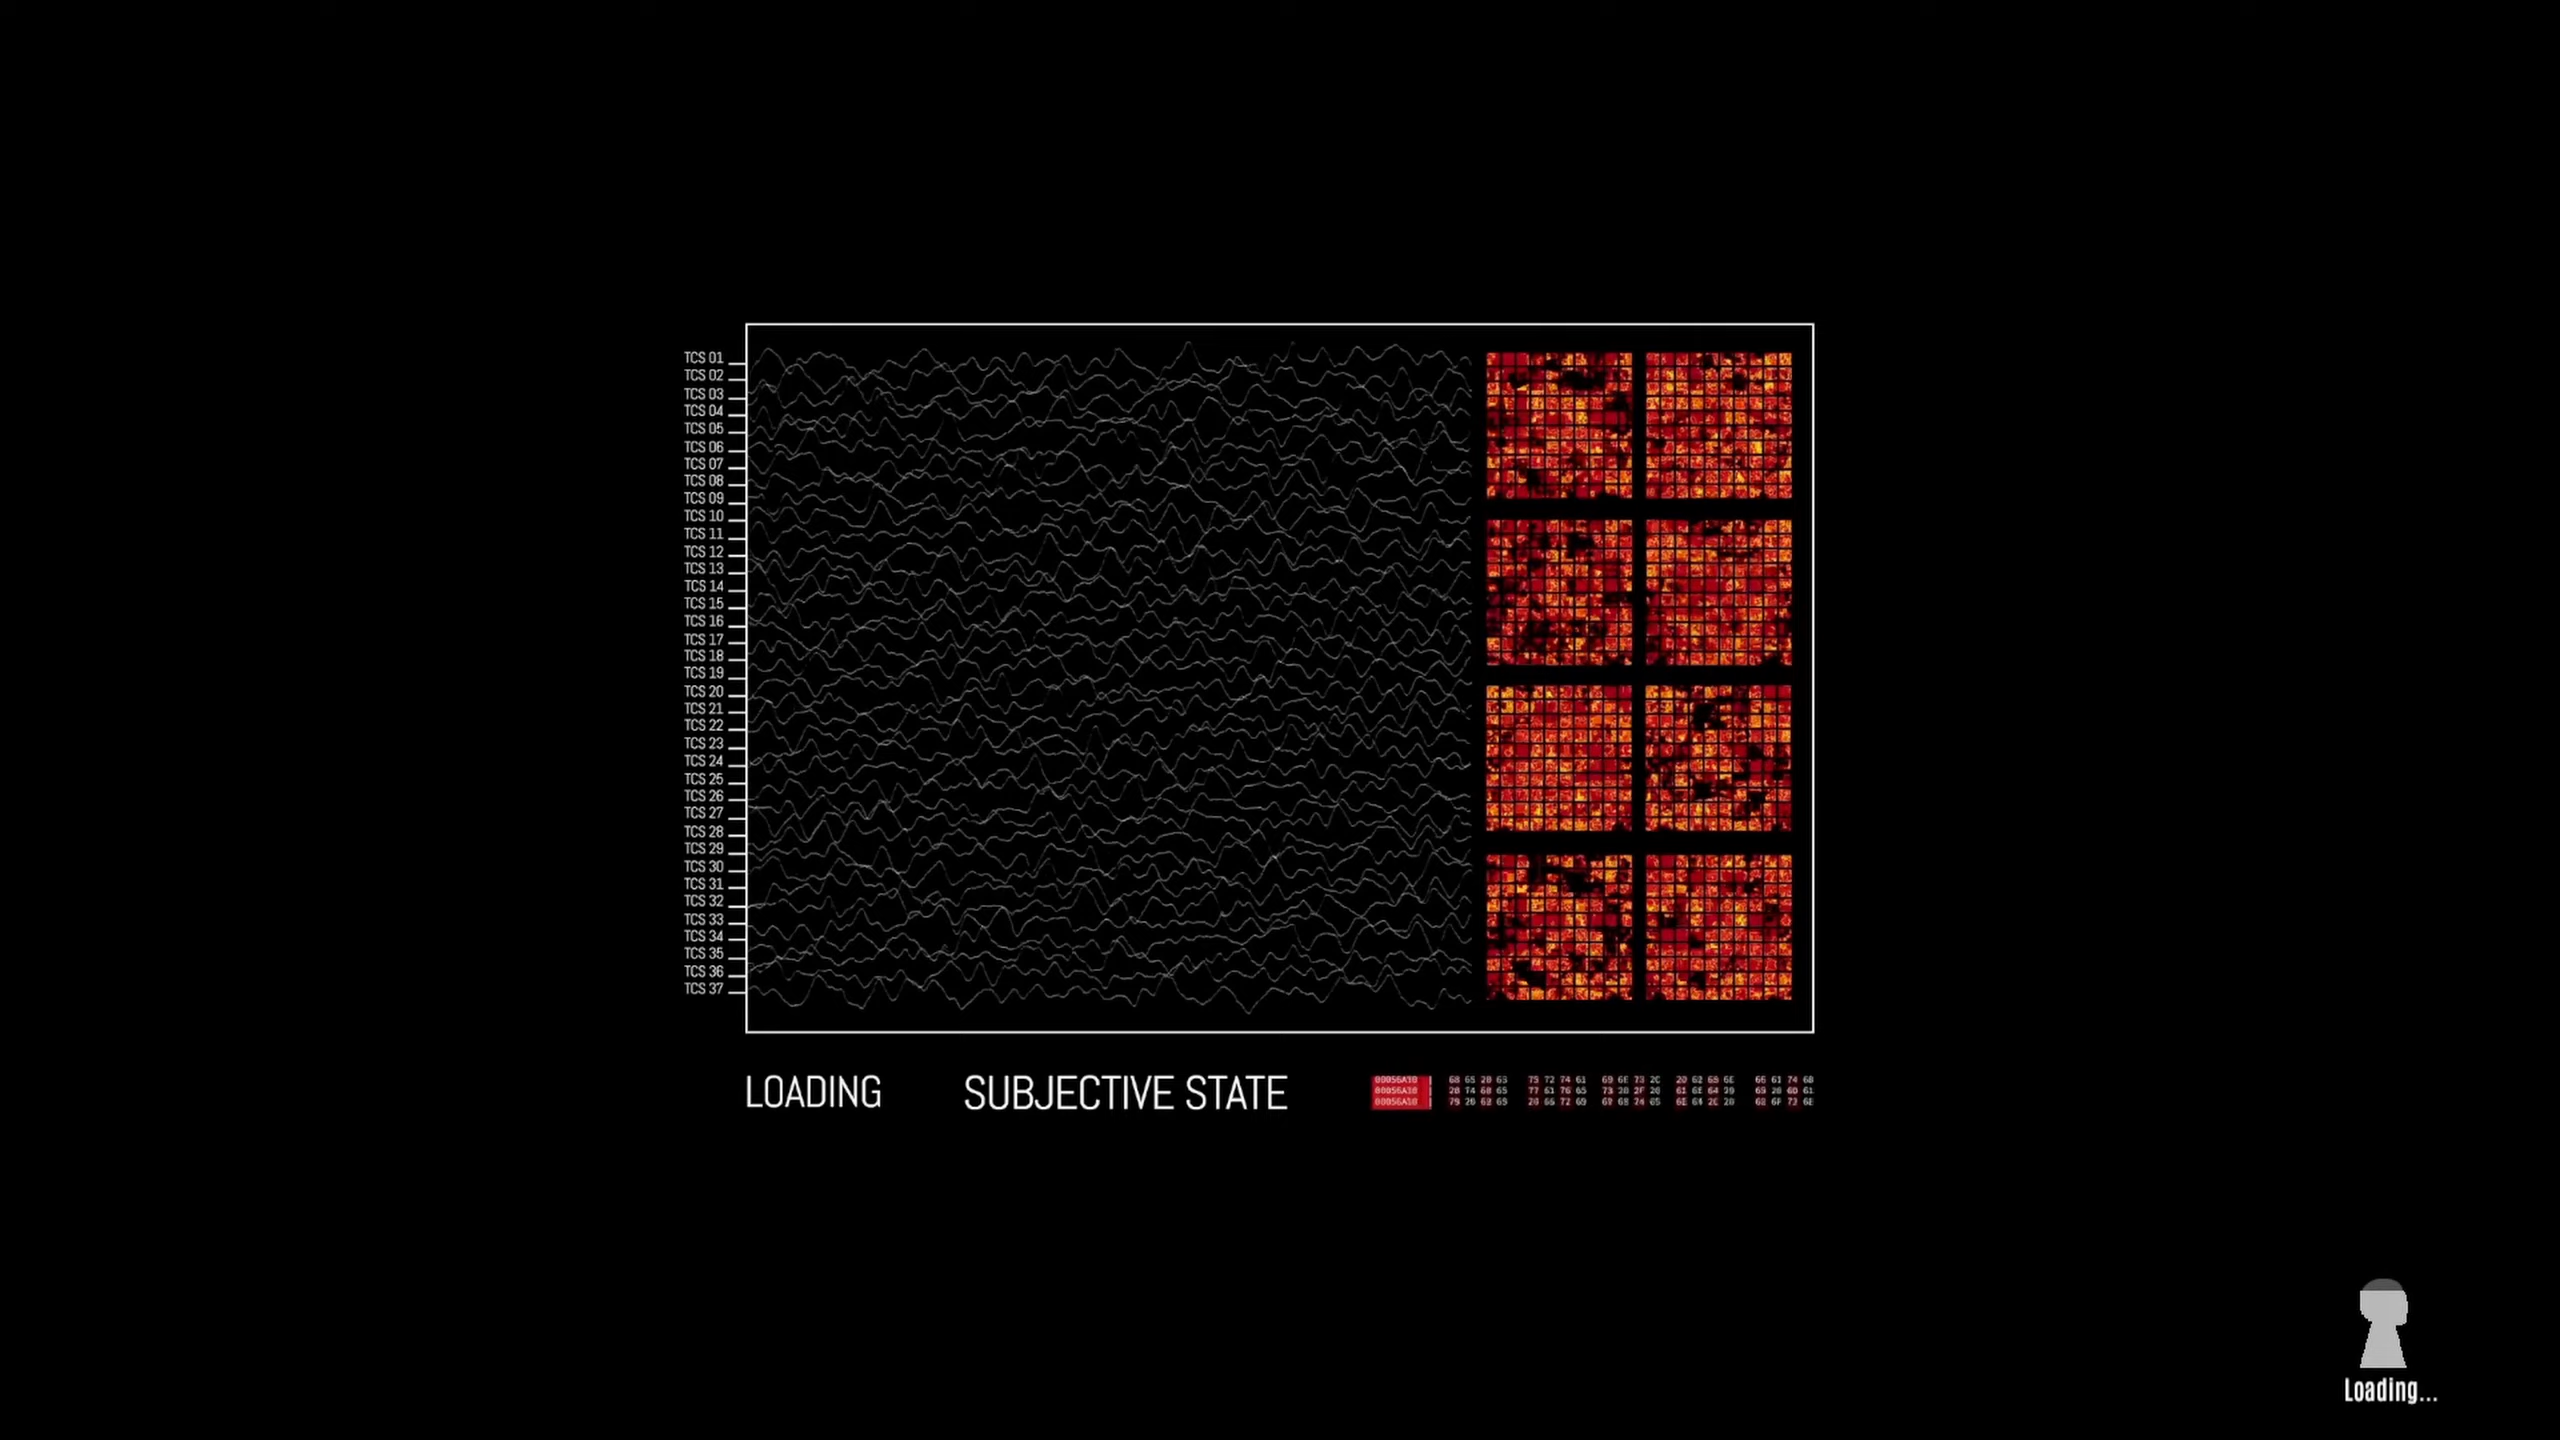 TCS 01
TCS 02
TCS 03
TCS 04
TCS 05
TCS 06
TCS 07
TCS 08
TCS 09
TCS 10
TCS 11
TCS 12
TCS 13
TCS 14
TCS 15
TCS 16
TCS 17
TCS 18
TCS 19
TCS 20
TCS 21
TCS 22
TCS 23
TCS 24
TCS 25
TCS 26
TCS 27
TCS 28
TCS 29
TCS 30
TCS 31
TCS 32
TCS 33
TCS 34
TCS 35
TCS 36
TCS 37
LOADING SUBJECTIVE STATE
00056A10
00056A10
00056A10
Loading...